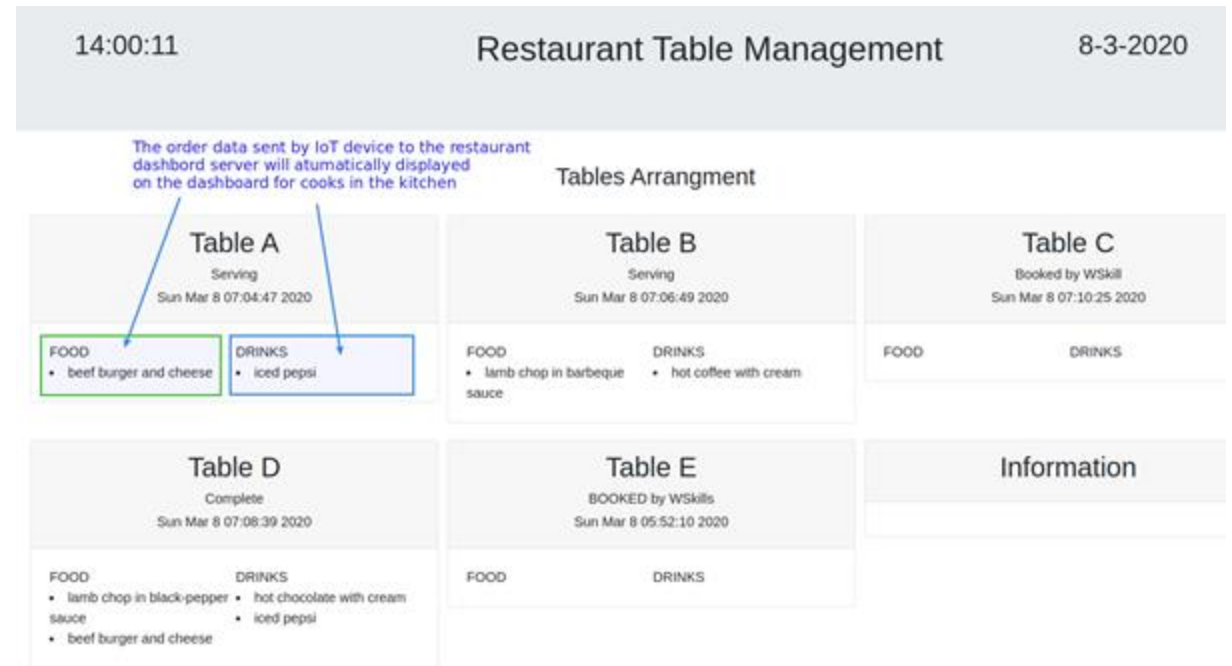 14:00:11
Restaurant Table Management
8-3-2020
The order data sent by IoT device to the restaurant
dashbord server will atumatically displayed
on the dashboard for cooks in the kitchen
Tables Arrangment
Table A
Serving
Sun Mar 8 07:04:47 2020
FOOD
• beef burger and cheese
DRINKS
• iced pepsi
Table B
Serving
Sun Mar 8 07:06:49 2020
FOOD
• lamb chop in barbeque
sauce
DRINKS
• hot coffee with cream
Table C
Booked by WSkill
Sun Mar 8 07:10:25 2020
FOOD
DRINKS
Table D
Complete
Sun Mar 8 07:08:39 2020
FOOD
• lamb chop in black-pepper
sauce
• beef burger and cheese
DRINKS
• hot chocolate with cream
• iced pepsi
Table E
BOOKED by WSkills
Sun Mar 8 05:52:10 2020
FOOD
DRINKS
Information